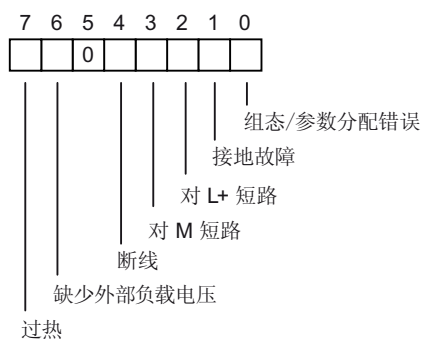 7 6 5 4 3 2 1 0
0
组态/参数分配错误
接地故障
对 L+ 短路
对 M 短路
断线
缺少外部负载电压
过热